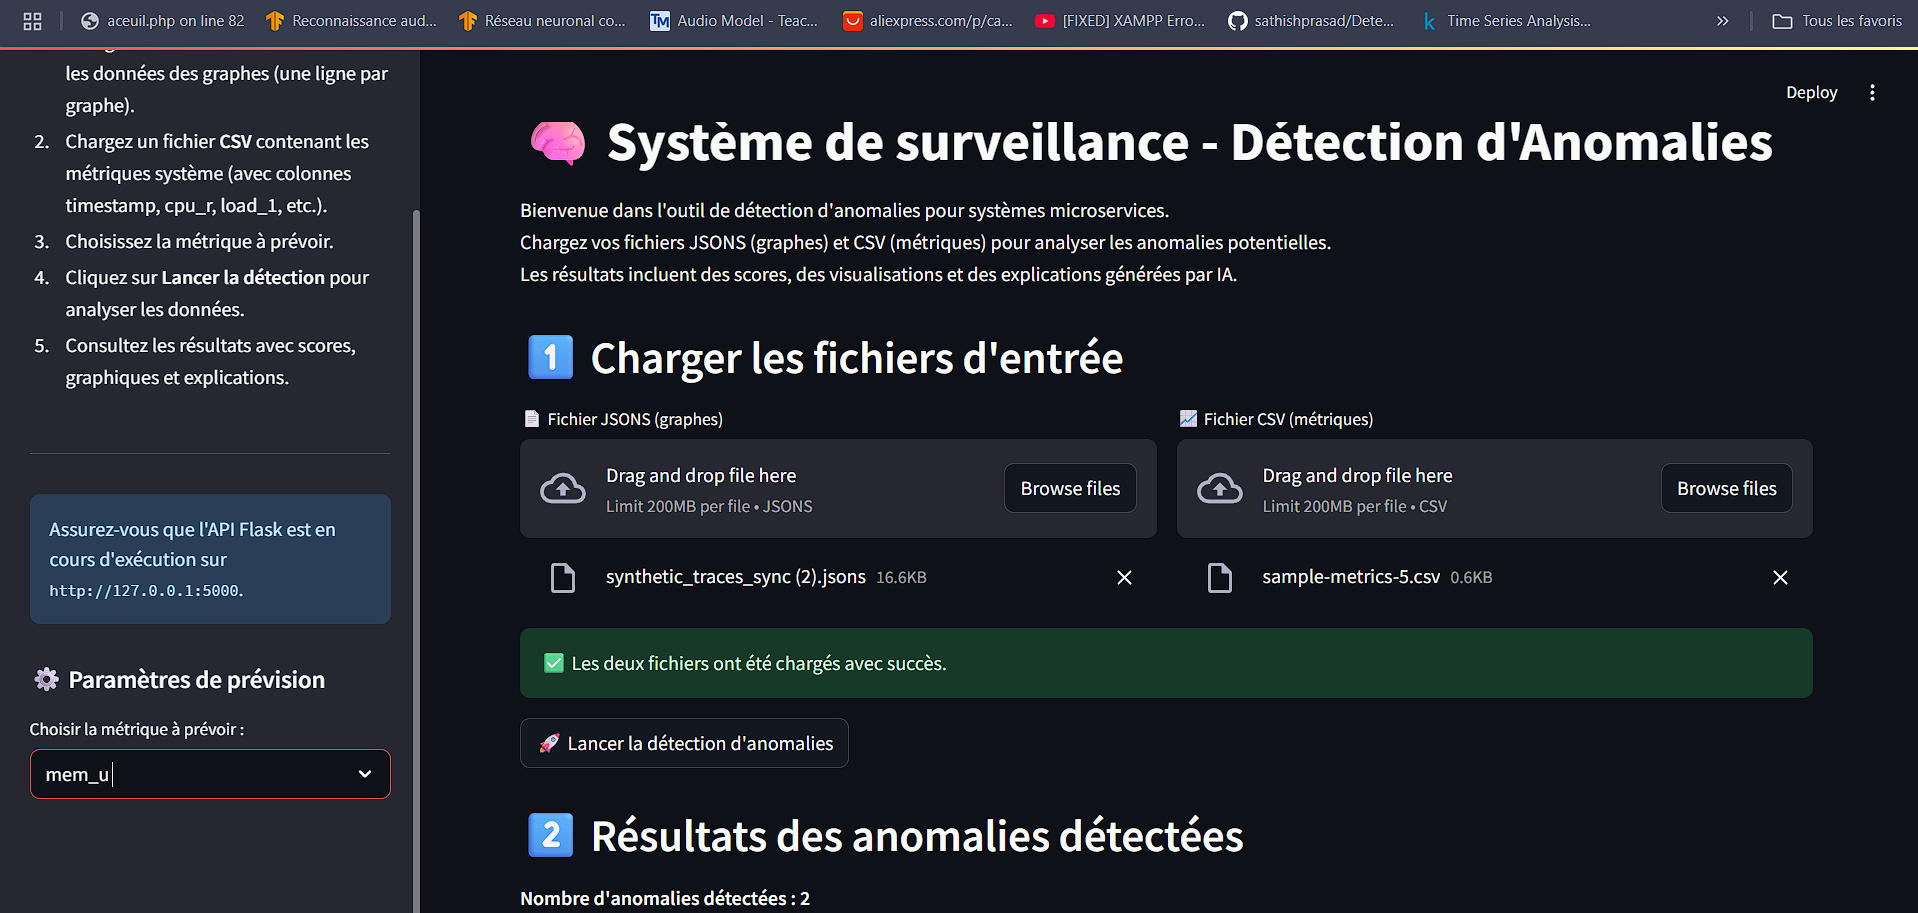 aceuil.php on line 82
Reconnaissance aud...
Réseau neuronal co...
TM
Audio Model - Teac...
aliexpress.com/p/ca...
[FIXED] XAMPP Erro...
sathishprasad/Dete...
k
Time Series Analysis...
»
Tous les favoris
les données des graphes (une ligne par
graphe).
2. Chargez un fichier CSV contenant les
métriques système (avec colonnes
timestamp, cpu_r, load_1, etc.).
3. Choisissez la métrique à prévoir.
4. Cliquez sur Lancer la détection pour
analyser les données.
5. Consultez les résultats avec scores,
graphiques et explications.
Assurez-vous que l'API Flask est en
cours d'exécution sur
http://127.0.0.1:5000.
Paramètres de prévision
Choisir la métrique à prévoir :
mem_u
Deploy
Système de surveillance - Détection d'Anomalies
Bienvenue dans l'outil de détection d'anomalies pour systèmes microservices.
Chargez vos fichiers JSONS (graphes) et CSV (métriques) pour analyser les anomalies potentielles.
Les résultats incluent des scores, des visualisations et des explications générées par IA.
1 Charger les fichiers d'entrée
Fichier JSONS (graphes)
Drag and drop file here
Limit 200MB per file • JSONS
Browse files
synthetic_traces_sync (2).jsons 16.6KB
Fichier CSV (métriques)
Drag and drop file here
Limit 200MB per file • CSV
Browse files
sample-metrics-5.csv 0.6KB
Les deux fichiers ont été chargés avec succès.
Lancer la détection d'anomalies
2 Résultats des anomalies détectées
Nombre d'anomalies détectées : 2